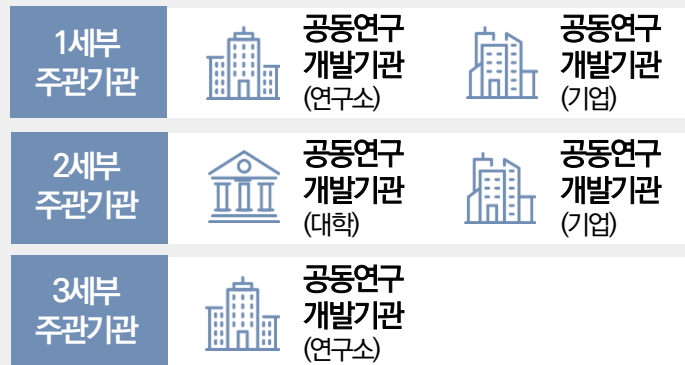 1세부
주관기관
공동연구
개발기관
(연구소)
공동연구
개발기관
(기업)
2세부
주관기관
공동연구
개발기관
(대학)
공동연구
개발기관
(기업)
3세부
주관기관
공동연구
개발기관
(연구소)